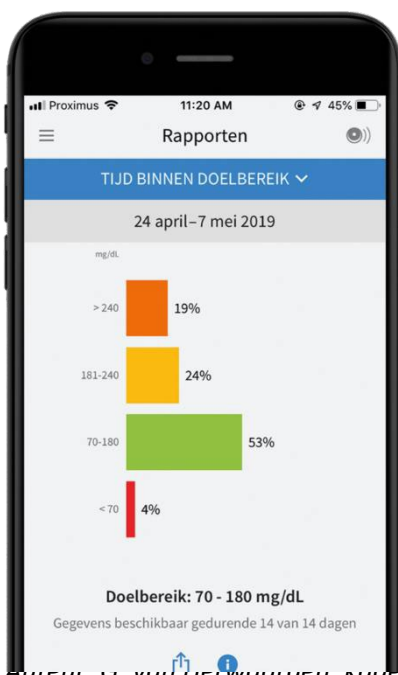 Proximus 11:20 AM 45%
Rapporten
TIJD BINNEN DOELBEREIK
24 april–7 mei 2019
mg/dL
> 240 19%
181-240 24%
70-180 53%
< 70 4%
Doelbereik: 70 - 180 mg/dL
Gegevens beschikbaar gedurende 14 van 14 dagen